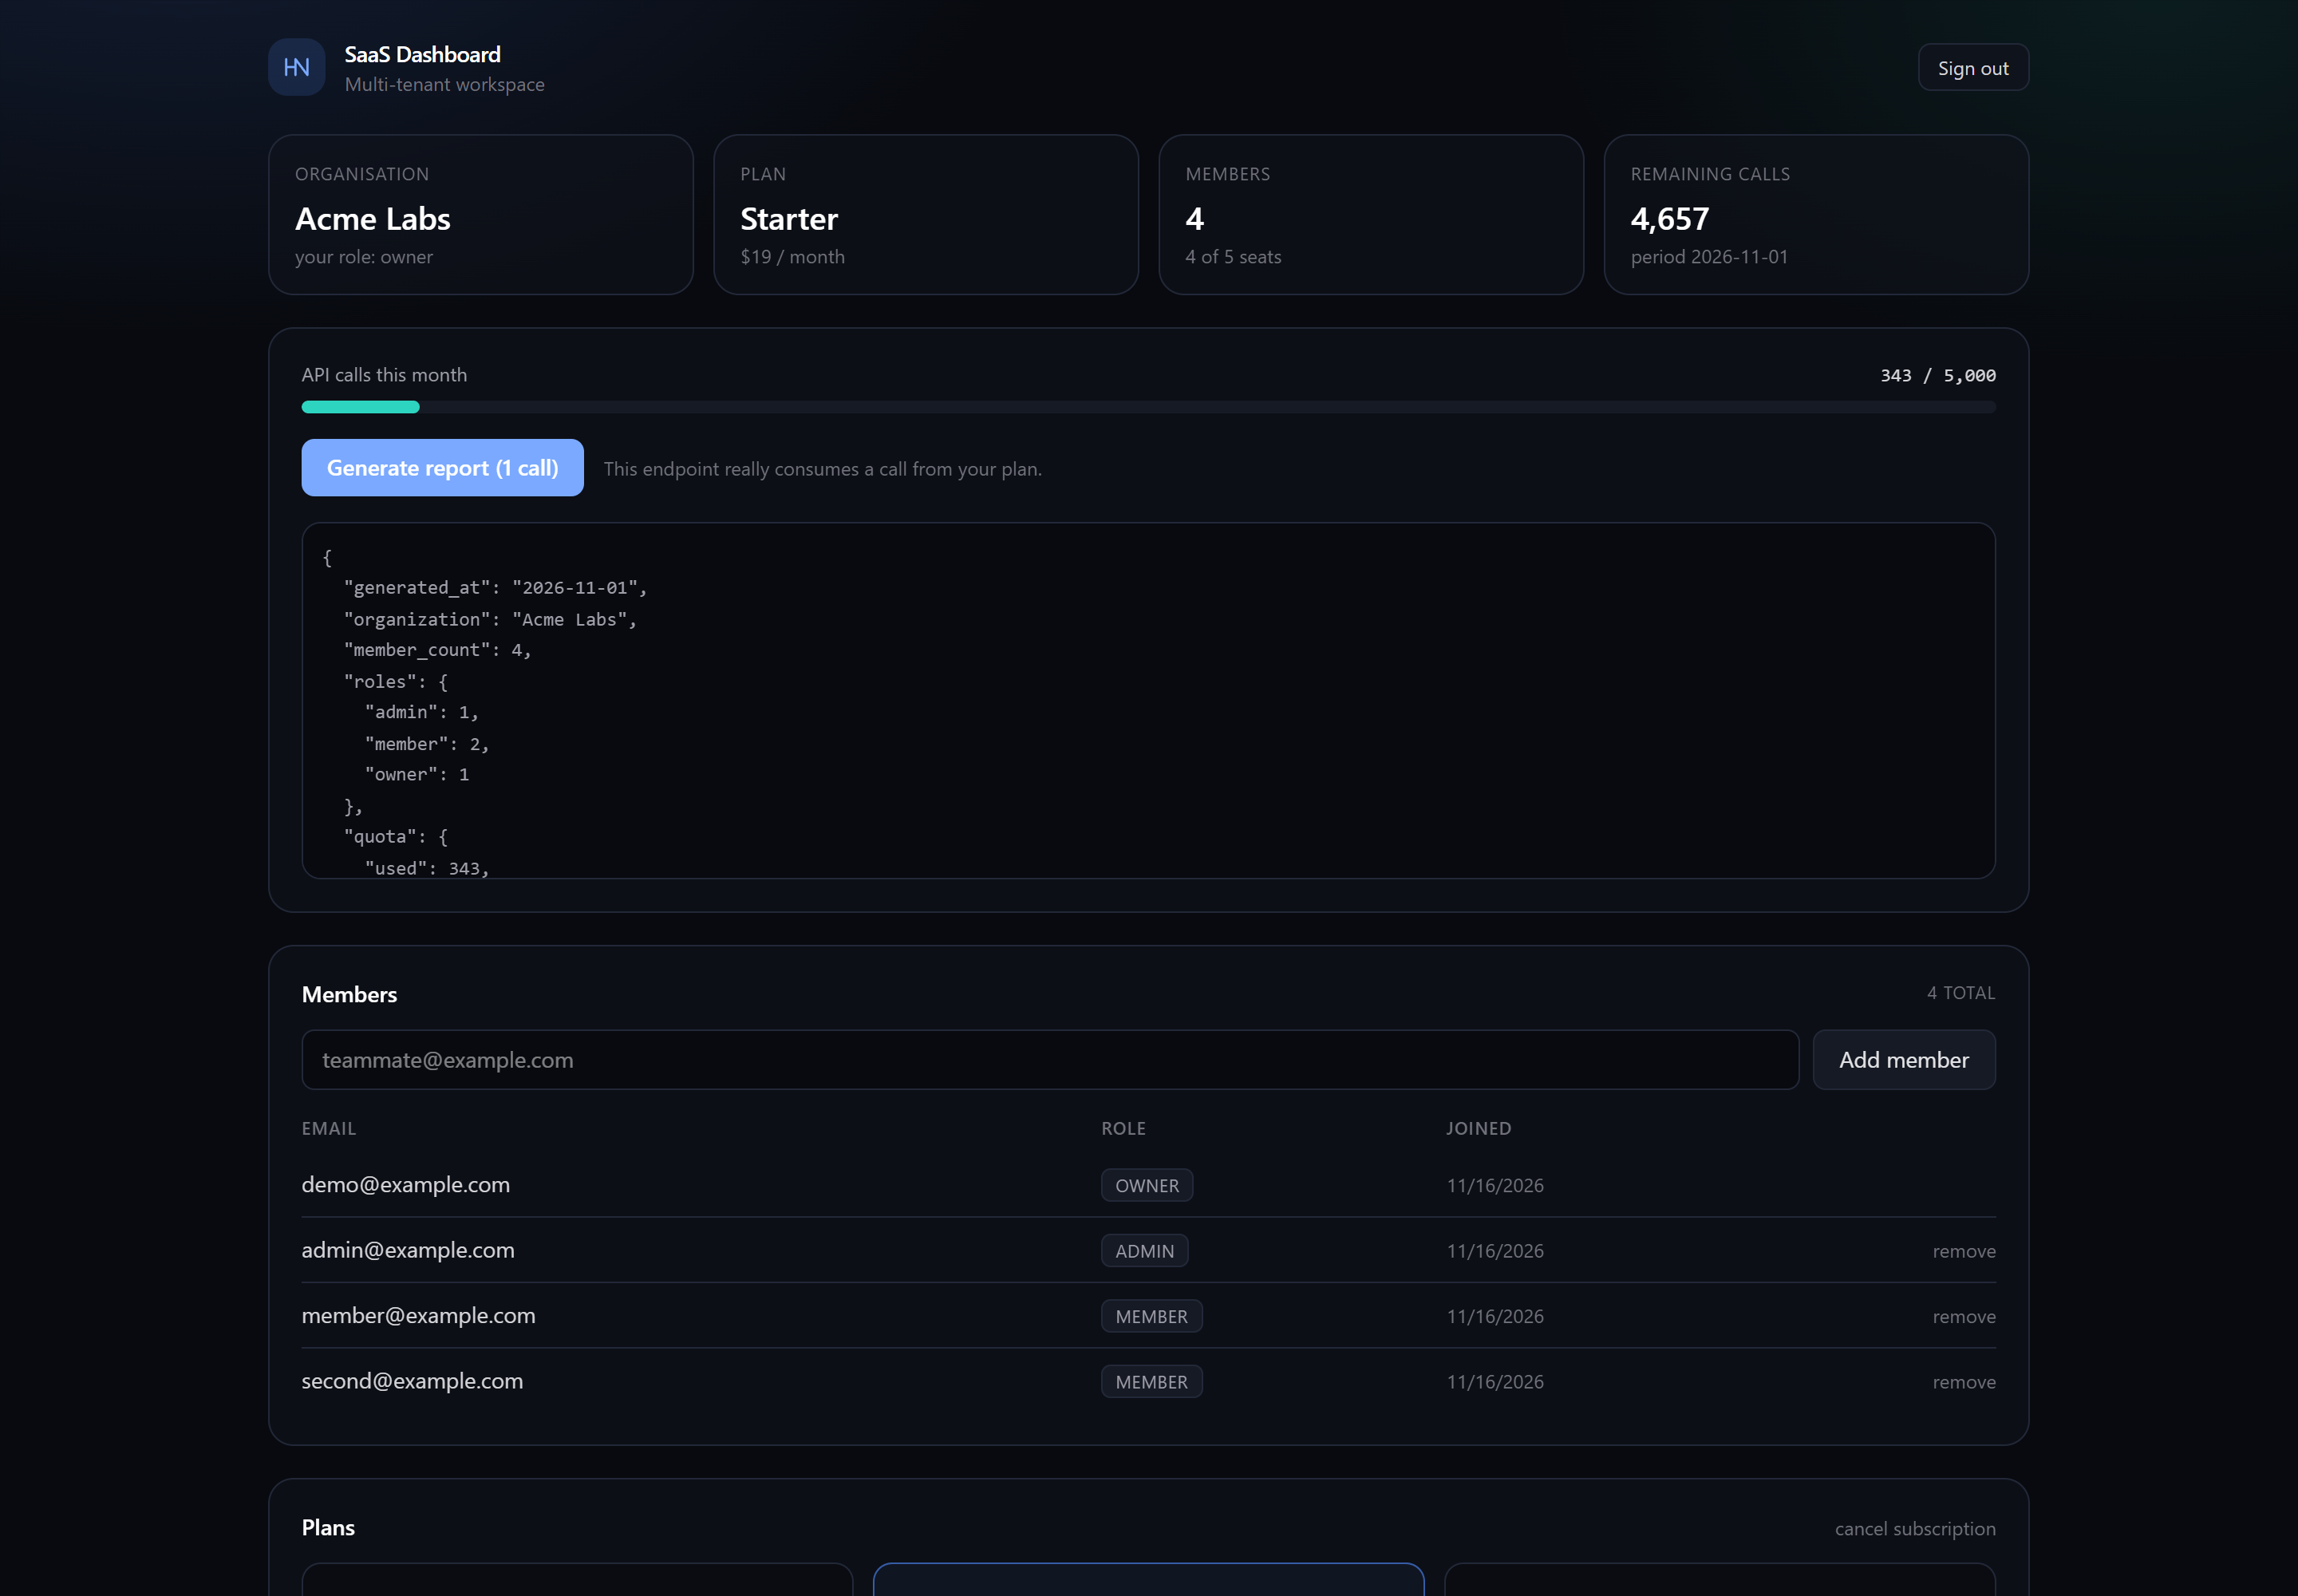 HN
SaaS Dashboard
Multi-tenant workspace
Sign out
ORGANISATION
Acme Labs
your role: owner
PLAN
Starter
$19 / month
MEMBERS
4
4 of 5 seats
REMAINING CALLS
4,657
period 2026-11-01
API calls this month
343 / 5,000
Generate report (1 call)
This endpoint really consumes a call from your plan.
{
  "generated_at": "2026-11-01",
  "organization": "Acme Labs",
  "member_count": 4,
  "roles": {
    "admin": 1,
    "member": 2,
    "owner": 1
  },
  "quota": {
    "used": 343,
Members
4 TOTAL
teammate@example.com
Add member
EMAIL ROLE JOINED
demo@example.com OWNER 11/16/2026
admin@example.com ADMIN 11/16/2026 remove
member@example.com MEMBER 11/16/2026 remove
second@example.com MEMBER 11/16/2026 remove
Plans
cancel subscription